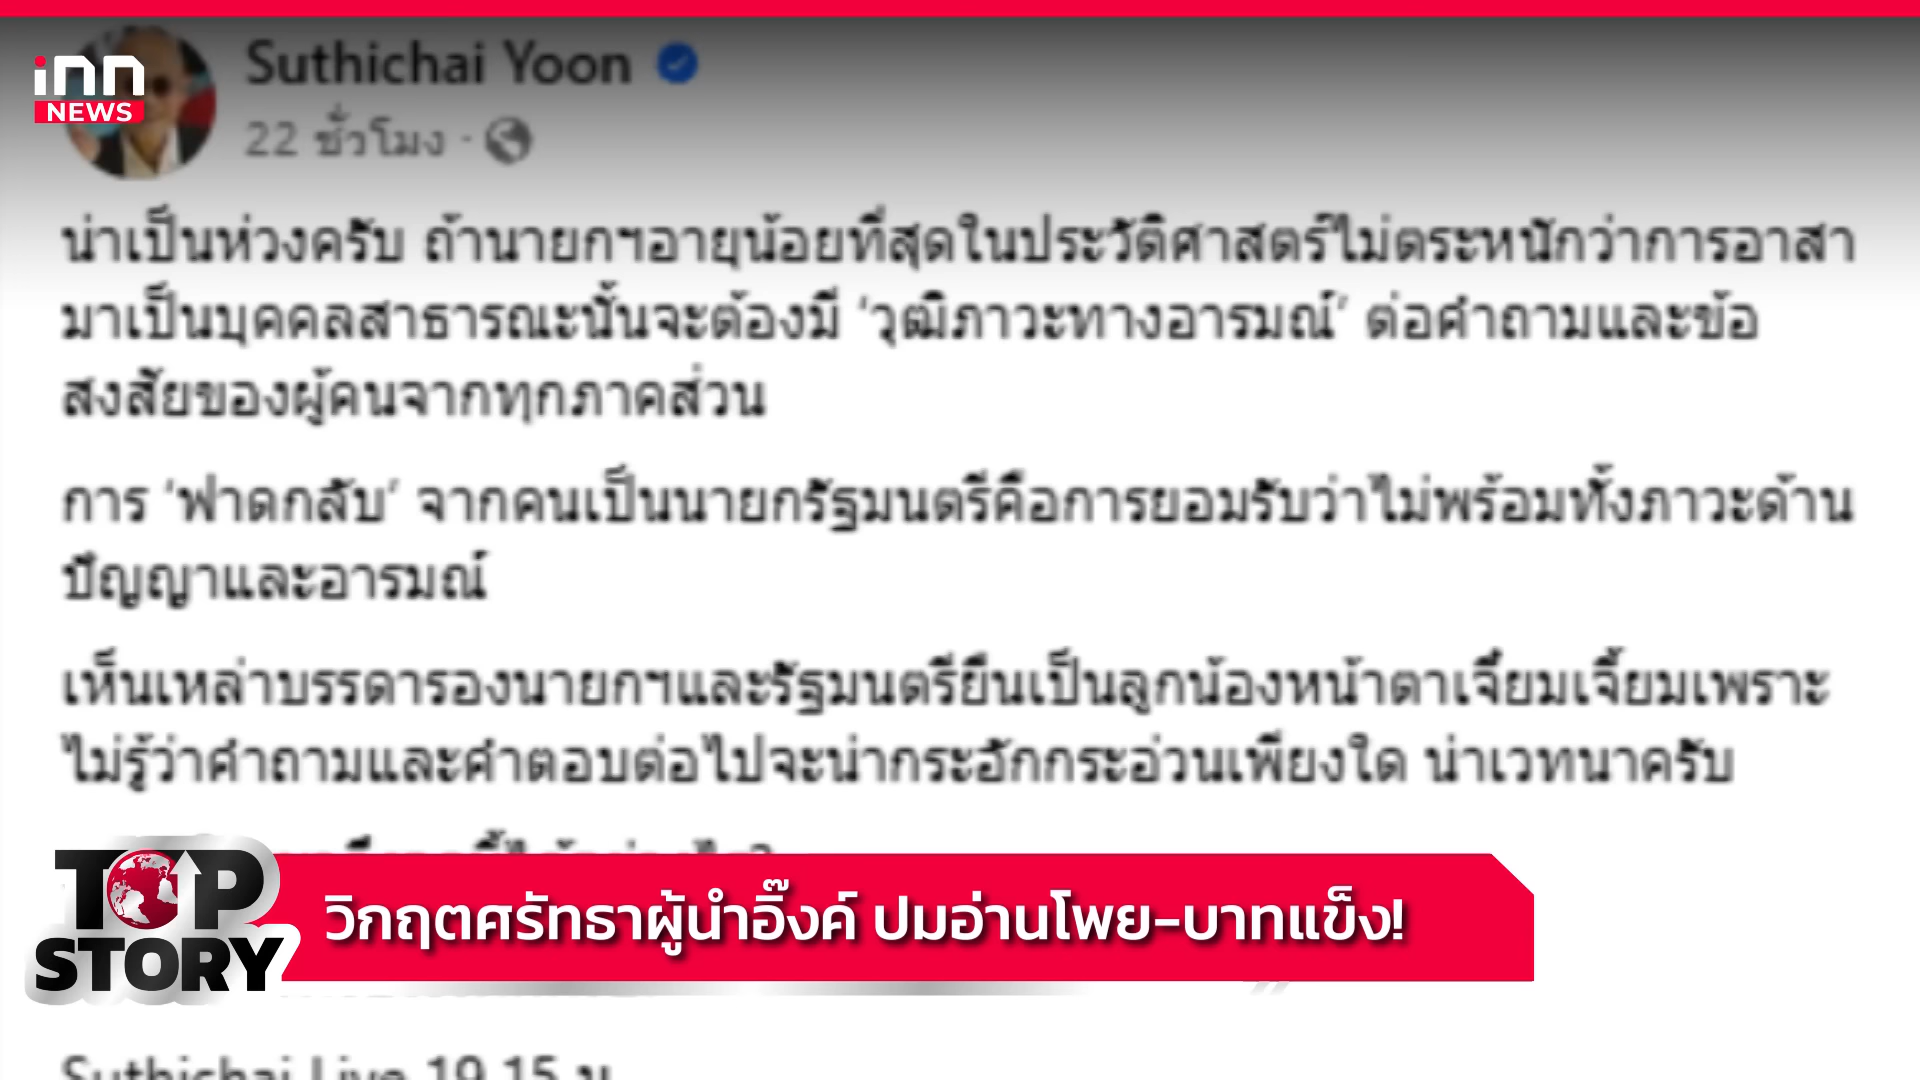 inn
NEWS
Suthichai Yoon
22 ชั่วโมง ·
น่าเป็นห่วงครับ ถ้านายกฯอายุน้อยที่สุดในประวัติศาสตร์ไม่ตระหนักว่าการอาสา
มาเป็นบุคคลสาธารณะนั้นจะต้องมี ‘วุฒิภาวะทางอารมณ์’ ต่อคำถามและข้อ
สงสัยของผู้คนจากทุกภาคส่วน
การ ‘ฟาดกลับ’ จากคนเป็นนายกรัฐมนตรีคือการยอมรับว่าไม่พร้อมทั้งภาวะด้าน
ปัญญาและอารมณ์
เห็นเหล่าบรรดารองนายกฯและรัฐมนตรียืนเป็นลูกน้องหน้าตาเจี๋ยมเจี้ยมเพราะ
ไม่รู้ว่าคำถามและคำตอบต่อไปจะน่ากระอักกระอ่วนเพียงใด น่าเวทนาครับ
TOP
STORY
วิกฤตศรัทธาผู้นำอิ๊งค์ ปมอ่านโพย-บาทแข็ง!
Suthichai Live 19.15 น.